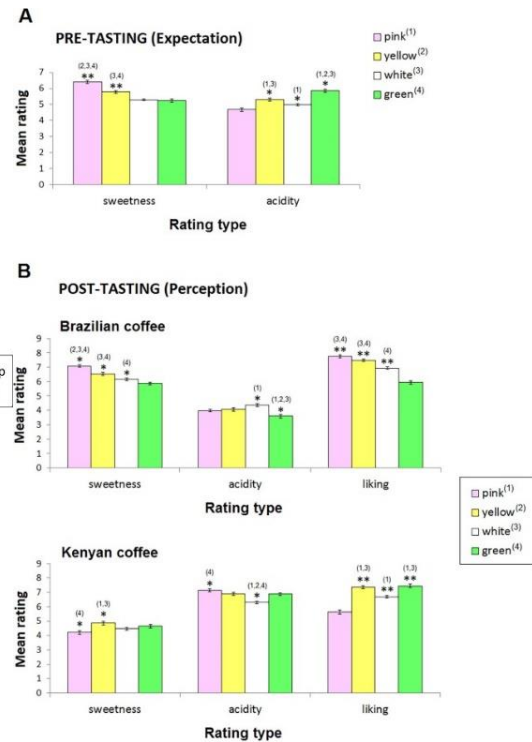 A
PRE-TASTING (Expectation)
pink(1)
yellow(2)
white(3)
green(4)
Mean rating
7
6
5
4
3
2
1
0
(2,3,4)
**
(3,4)
**
(1,3)
*
(1)
*
(1,2,3)
*
sweetness acidity
Rating type
B
POST-TASTING (Perception)
Brazilian coffee
p
Mean rating
9
8
7
6
5
4
3
2
1
0
(2,3,4)
*
(3,4)
*
(4)
*
(1)
*
(1,2,3)
*
(3,4)
**
(3,4)
**
(4)
**
sweetness acidity liking
Rating type
pink(1)
yellow(2)
white(3)
green(4)
Kenyan coffee
Mean rating
9
8
7
6
5
4
3
2
1
0
(4)
*
(1,3)
*
(4)
*
(1,2,4)
*
(1,3)
**
(1)
**
(1,3)
**
sweetness acidity liking
Rating type